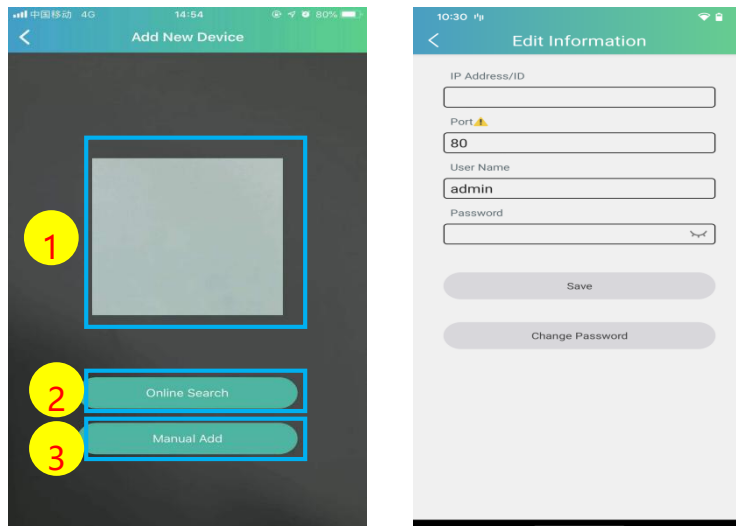 中国移动 4G 14:54 80%
Add New Device
1
2 Online Search
3 Manual Add
10:30
Edit Information
IP Address/ID
Port
80
User Name
admin
Password
Save
Change Password